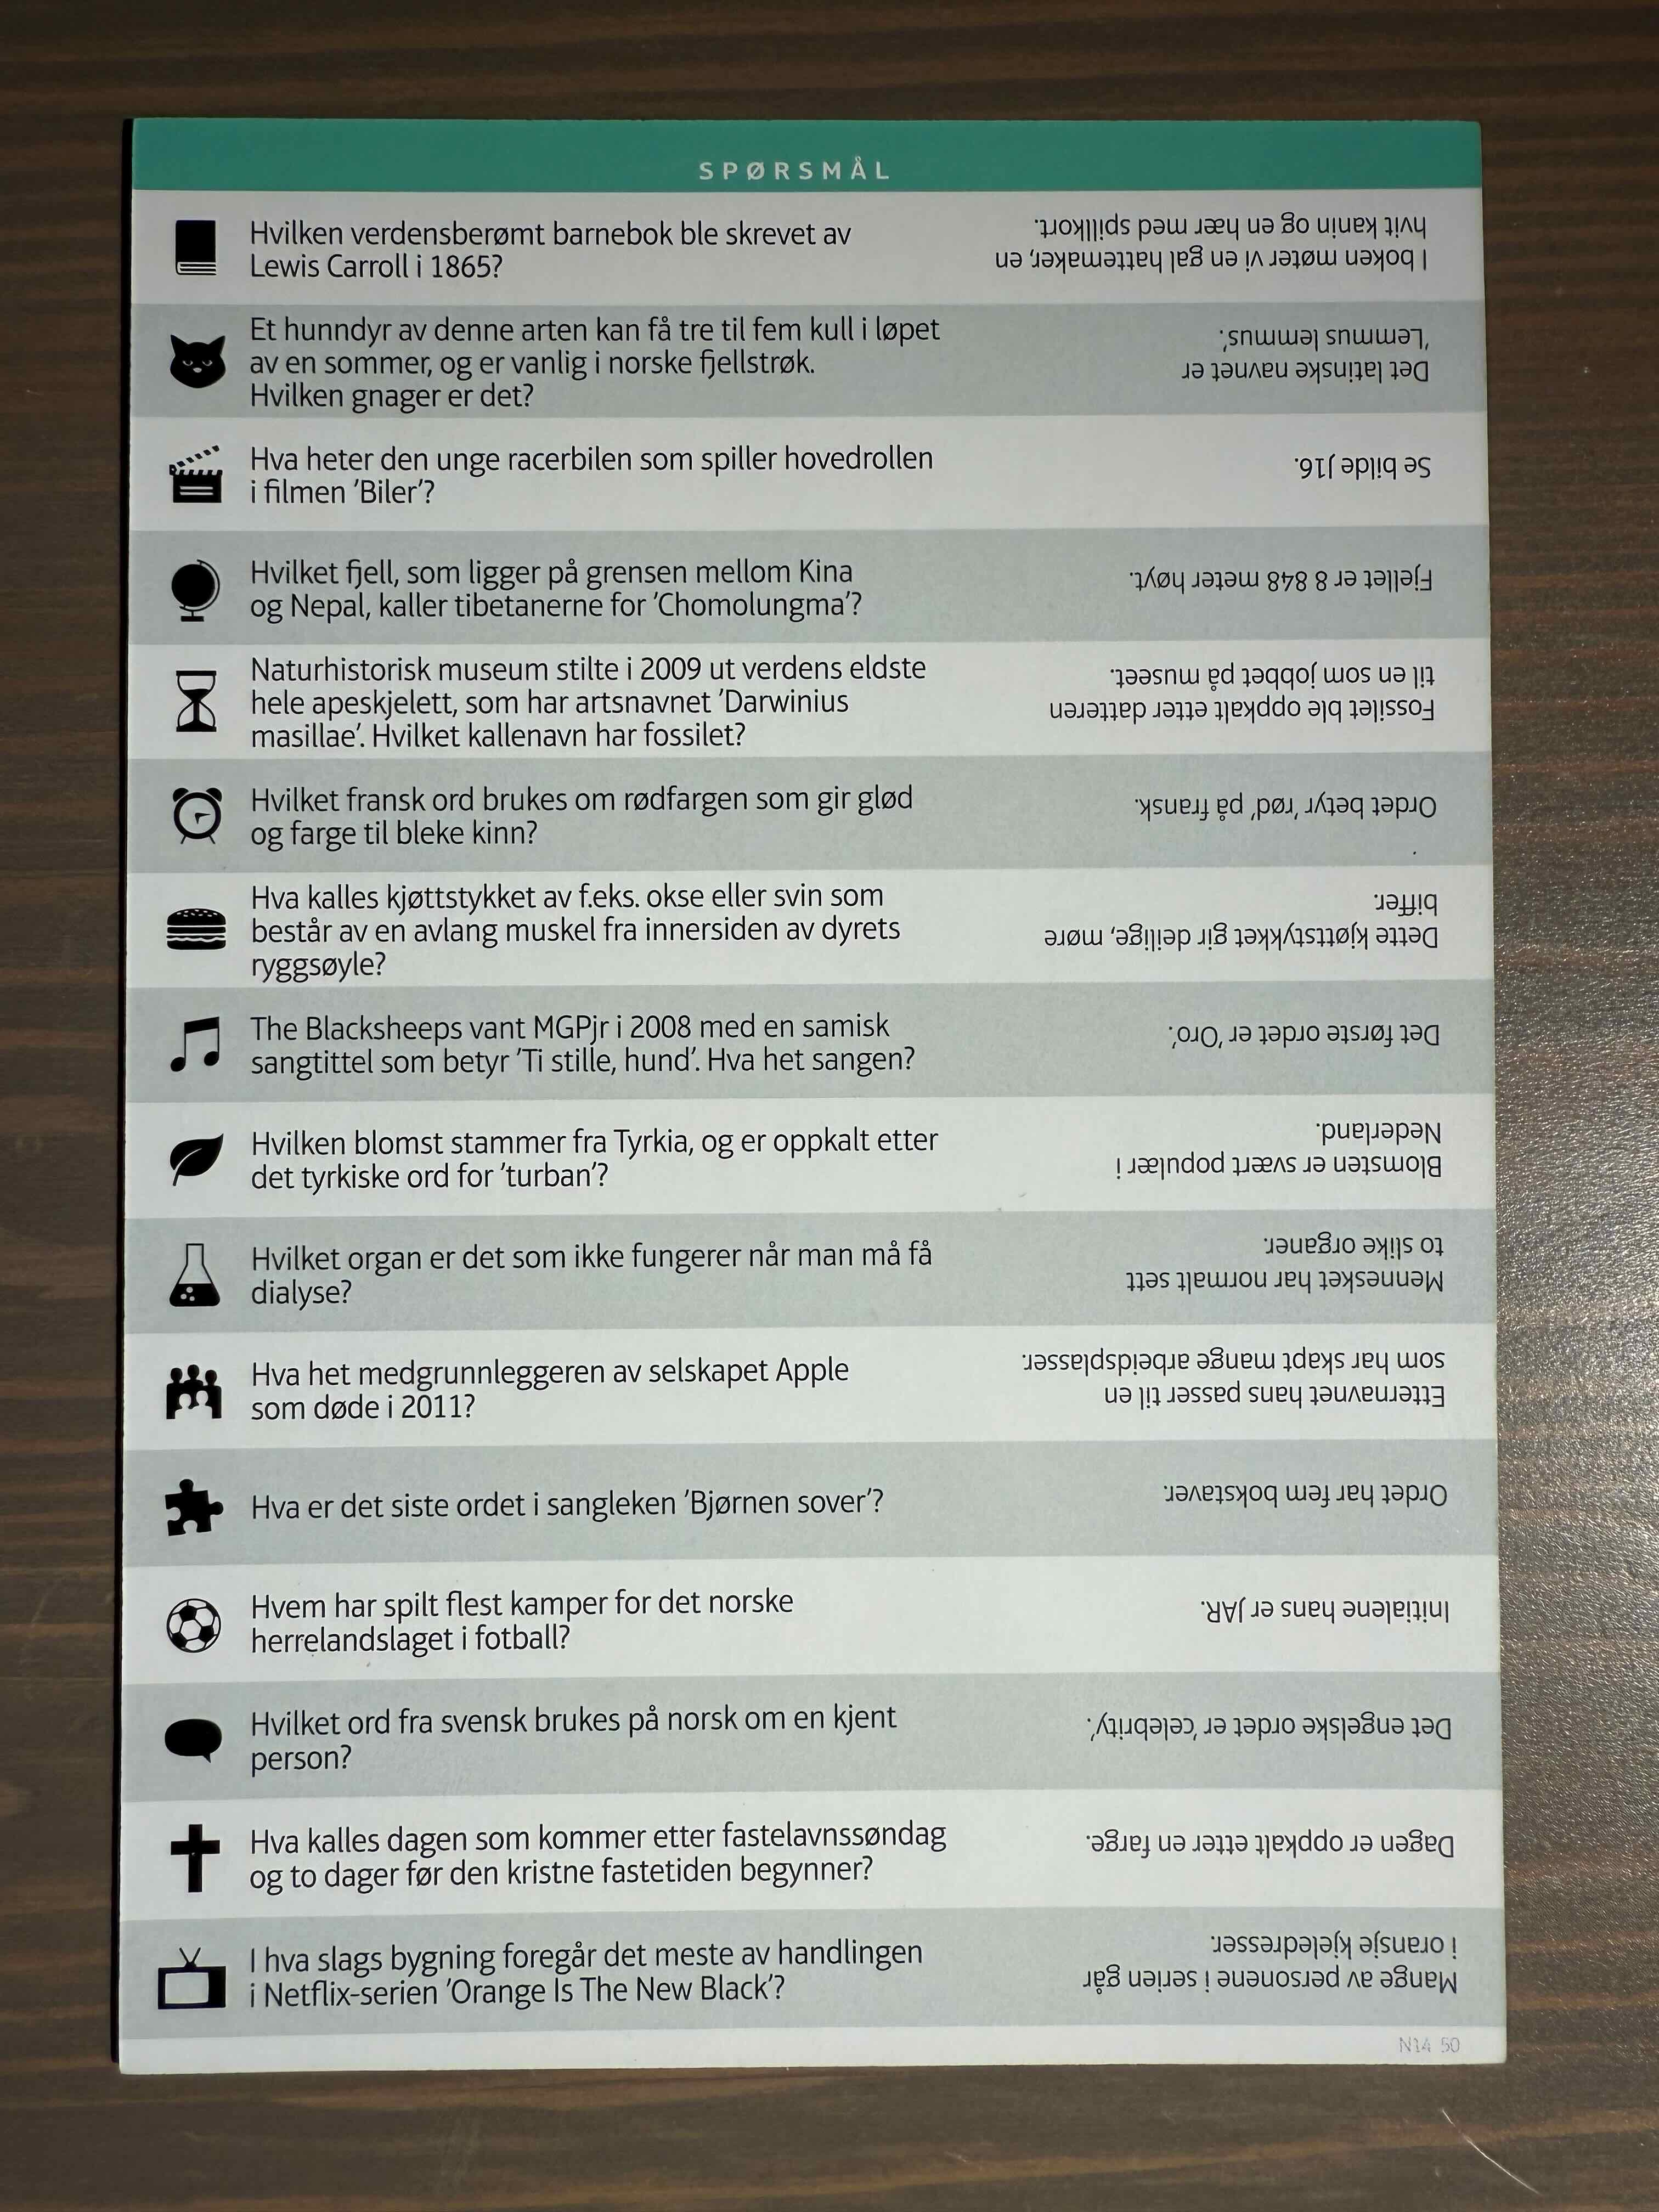 SPØRSMÅL
Hvilken verdensberømt barnebok ble skrevet av
Lewis Carroll i 1865?
I boken møter vi en gal hattemaker, en
hvit kanin og en hær med spillkort.
Et hunndyr av denne arten kan få tre til fem kull i løpet
av en sommer, og er vanlig i norske fjellstrøk.
Hvilken gnager er det?
Det latinske navnet er
'Lemmus lemmus'.
Hva heter den unge racerbilen som spiller hovedrollen
i filmen 'Biler'?
Se bilde J16.
Hvilket fjell, som ligger på grensen mellom Kina
og Nepal, kaller tibetanerne for 'Chomolungma'?
Fjellet er 8 848 meter høyt.
Naturhistorisk museum stilte i 2009 ut verdens eldste
hele apeskjelett, som har artsnavnet 'Darwinius
masillae'. Hvilket kallenavn har fossilet?
Fossilet ble oppkalt etter datteren
til en som jobbet på museet.
Hvilket fransk ord brukes om rødfargen som gir glød
og farge til bleke kinn?
Ordet betyr 'rød' på fransk.
Hva kalles kjøttstykket av f.eks. okse eller svin som
består av en avlang muskel fra innersiden av dyrets
ryggsøyle?
Dette kjøttstykket gir deilige, møre
biffer.
The Blacksheeps vant MGPjr i 2008 med en samisk
sangtittel som betyr 'Ti stille, hund'. Hva het sangen?
Det første ordet er 'Oro'.
Hvilken blomst stammer fra Tyrkia, og er oppkalt etter
det tyrkiske ord for 'turban'?
Blomsten er svært populær i
Nederland.
Hvilket organ er det som ikke fungerer når man må få
dialyse?
Mennesket har normalt sett
to slike organer.
Hva het medgrunnleggeren av selskapet Apple
som døde i 2011?
Etternavnet hans passer til en
som har skapt mange arbeidsplasser.
Hva er det siste ordet i sangleken 'Bjørnen sover'?
Ordet har fem bokstaver.
Hvem har spilt flest kamper for det norske
herrelandslaget i fotball?
Initialene hans er JAR.
Hvilket ord fra svensk brukes på norsk om en kjent
person?
Det engelske ordet er 'celebrity'.
Hva kalles dagen som kommer etter fastelavnssøndag
og to dager før den kristne fastetiden begynner?
Dagen er oppkalt etter en farge.
I hva slags bygning foregår det meste av handlingen
i Netflix-serien 'Orange Is The New Black'?
Mange av personene i serien går
i oransje kjeledresser.
N14 50